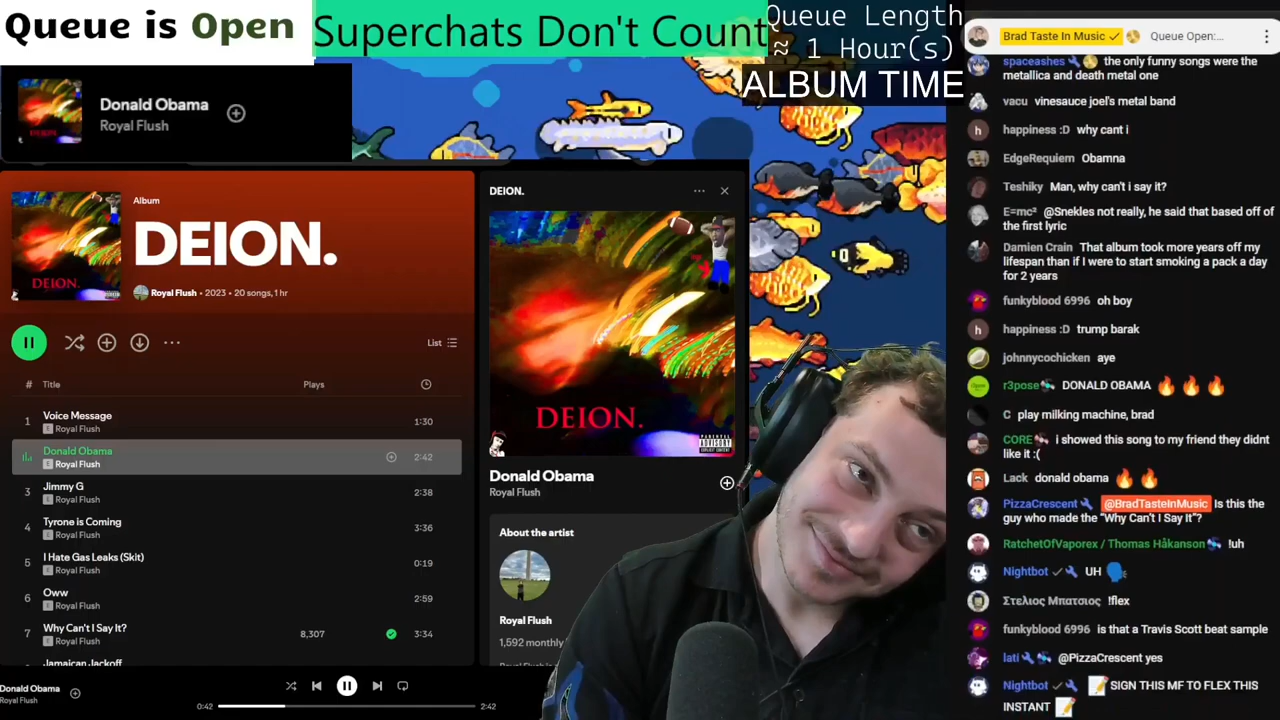 Queue is Open
Superchats Don't Count
Queue Length
≈ 1 Hour(s)
ALBUM TIME
Donald Obama
Royal Flush
Album
DEION.
Royal Flush • 2023 • 20 songs, 1 hr
List
# Title Plays
1 Voice Message 1:30
E Royal Flush
Donald Obama 2:42
E Royal Flush
3 Jimmy G 2:38
E Royal Flush
4 Tyrone is Coming 3:36
E Royal Flush
5 I Hate Gas Leaks (Skit) 0:19
E Royal Flush
6 Oww 2:59
E Royal Flush
7 Why Can't I Say It? 8,307 3:34
E Royal Flush
Jamaican Jackoff
DEION.
DEION.
PARENTAL
ADVISORY
EXPLICIT CONTENT
Donald Obama
Royal Flush
About the artist
Royal Flush
1,592 monthly
Donald Obama
Royal Flush
0:42 2:42
Brad Taste In Music Queue Open:...
spaceashes the only funny songs were the
metallica and death metal one
vacu vinesauce joel's metal band
happiness :D why cant i
EdgeRequiem Obamna
Teshiky Man, why can't i say it?
E=mc² @Snekles not really, he said that based off of
the first lyric
Damien Crain That album took more years off my
lifespan than if I were to start smoking a pack a day
for 2 years
funkyblood 6996 oh boy
happiness :D trump barak
johnnycochicken aye
r3pose DONALD OBAMA 🔥 🔥 🔥
C play milking machine, brad
CORE i showed this song to my friend they didnt
like it :(
Lack donald obama 🔥 🔥
PizzaCrescent @BradTasteInMusic Is this the
guy who made the “Why Can't I Say It”?
RatchetOfVaporex / Thomas Håkanson !uh
Nightbot UH 🗣️
Στελιος Μπατσιος !flex
funkyblood 6996 is that a Travis Scott beat sample
lati @PizzaCrescent yes
Nightbot 📝 SIGN THIS MF TO FLEX THIS
INSTANT 📝